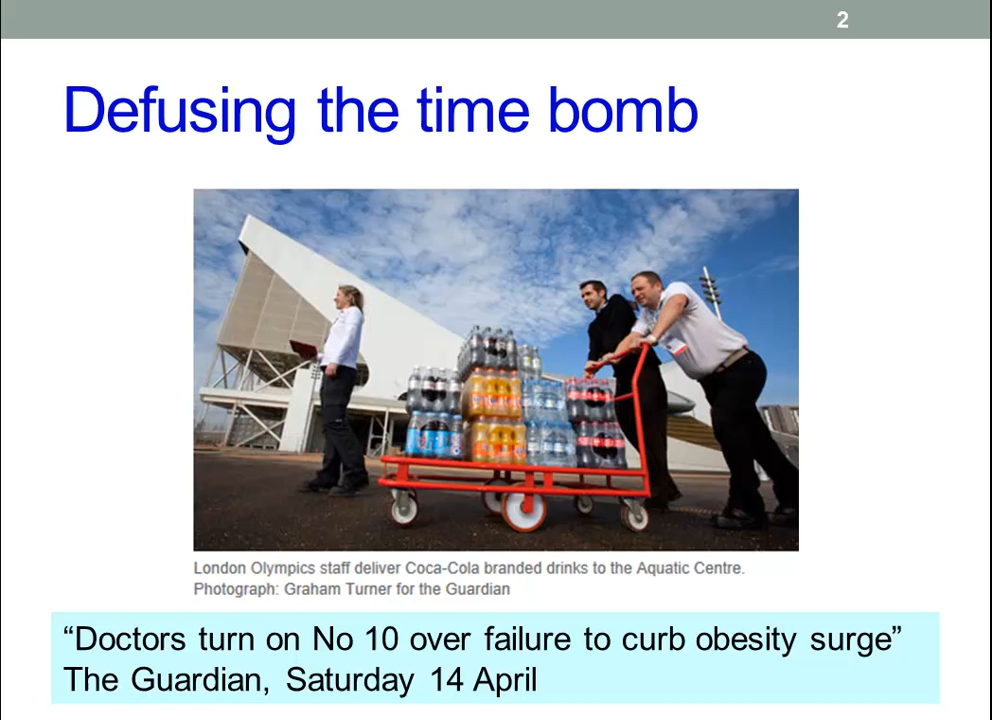 2
Defusing the time bomb
London Olympics staff deliver Coca-Cola branded drinks to the Aquatic Centre.
Photograph: Graham Turner for the Guardian
“Doctors turn on No 10 over failure to curb obesity surge”
The Guardian, Saturday 14 April